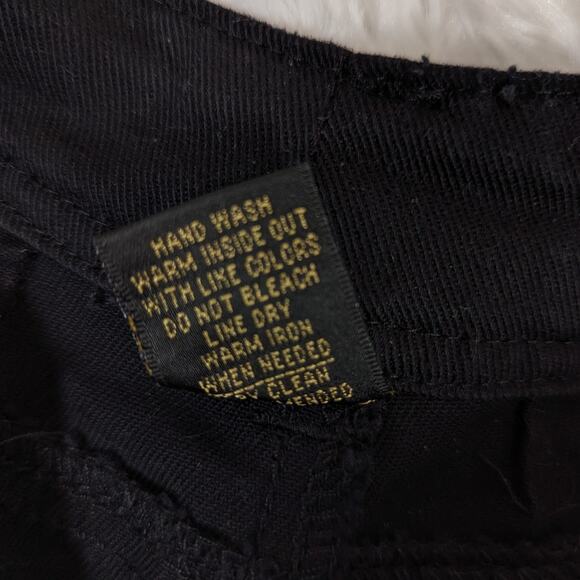 HAND WASH
WARM INSIDE OUT
WITH LIKE COLORS
DO NOT BLEACH
LINE DRY
WARM IRON
WHEN NEEDED
CLEAN